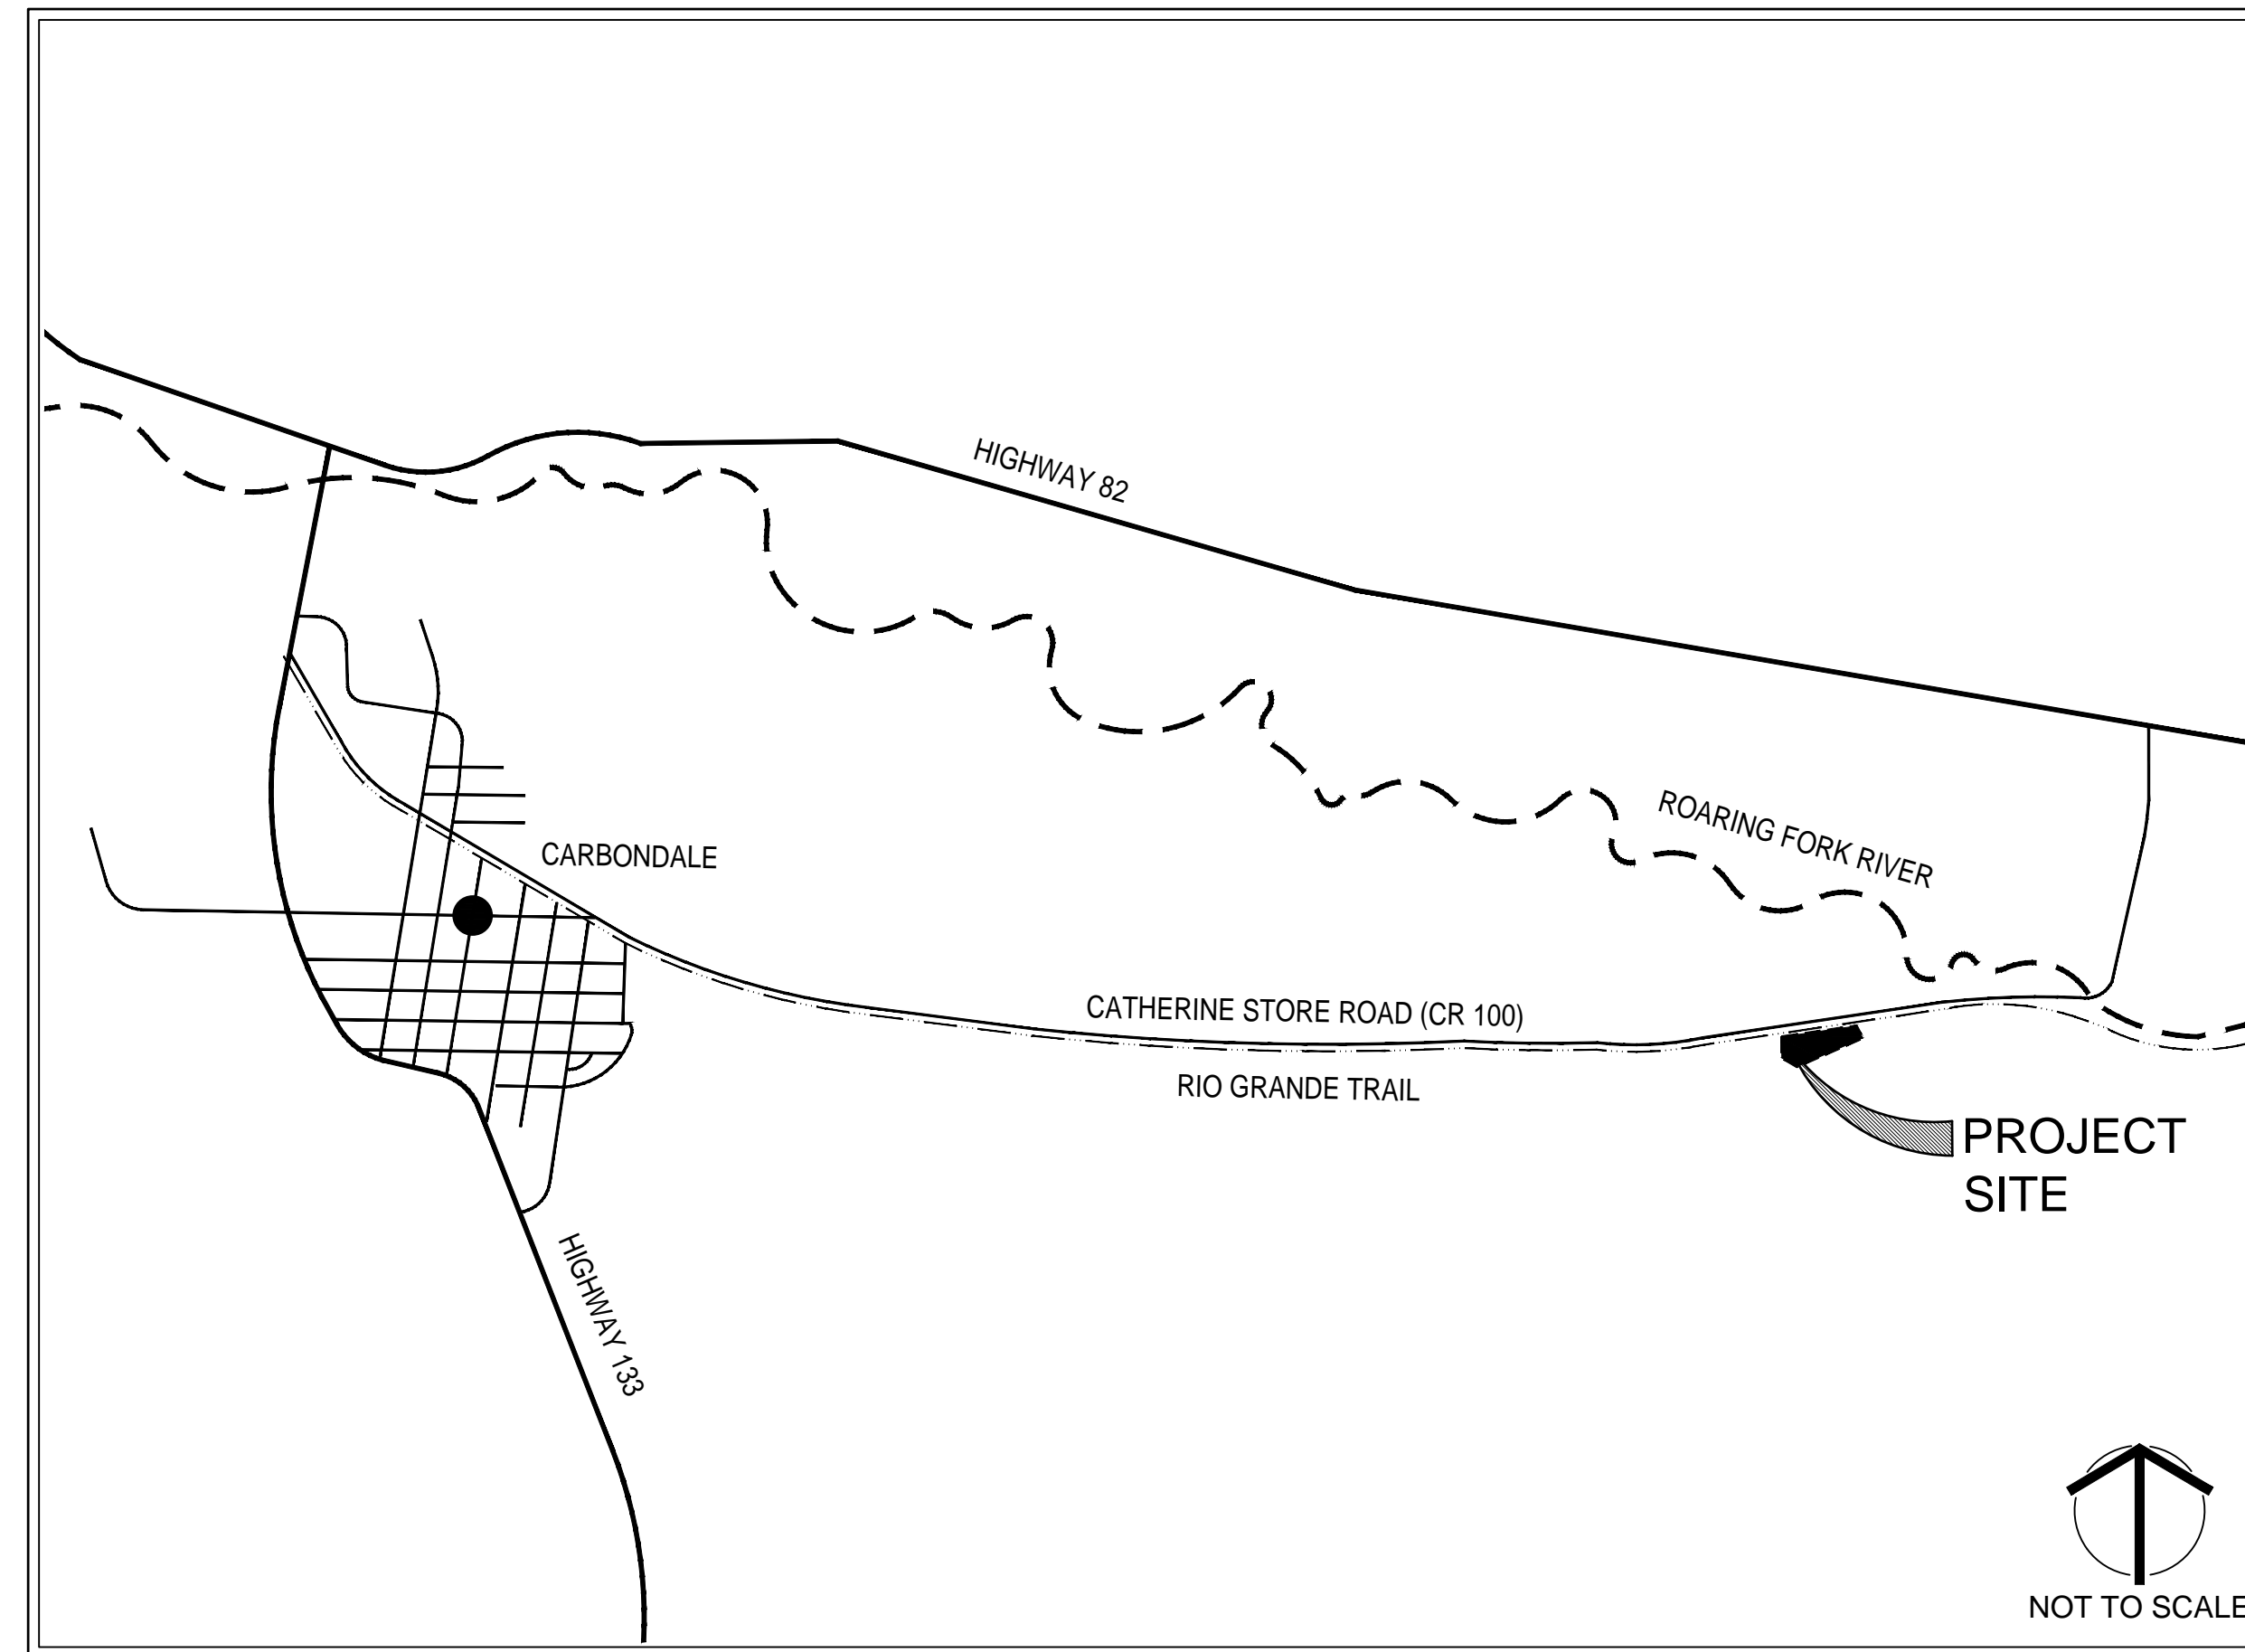 HIGHWAY 82
ROARING FORK RIVER
CARBONDALE
CATHERINE STORE ROAD (CR 100)
RIO GRANDE TRAIL
PROJECT
SITE
HIGHWAY 133
NOT TO SCALE